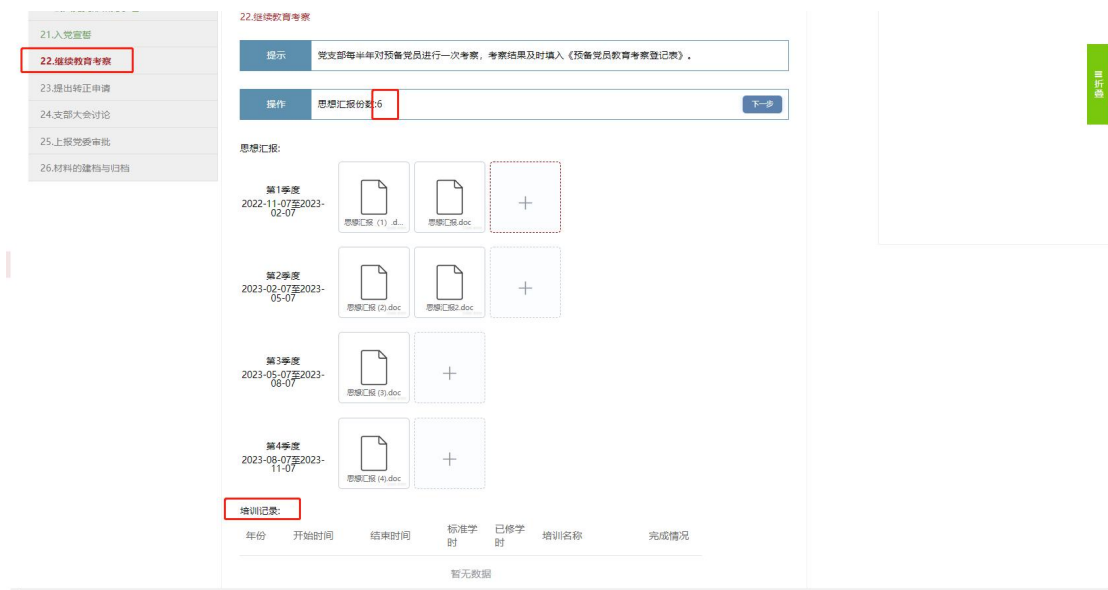 21.入党宣誓
22.继续教育考察
23.提出转正申请
24.支部大会讨论
25.上报党委审批
26.材料的建档与归档
22.继续教育考察
提示 党支部每半年对预备党员进行一次考察，考察结果及时填入《预备党员教育考察登记表》。
操作 思想汇报份数:6 下一步
思想汇报:
第1季度
2022-11-07至2023-
02-07
思想汇报（1）.d... 思想汇报.doc
第2季度
2023-02-07至2023-
05-07
思想汇报 (2).doc 思想汇报2.doc
第3季度
2023-05-07至2023-
08-07
思想汇报 (3).doc
第4季度
2023-08-07至2023-
11-07
思想汇报 (4).doc
培训记录:
年份 开始时间 结束时间 标准学时 已修学时 培训名称 完成情况
暂无数据
折叠